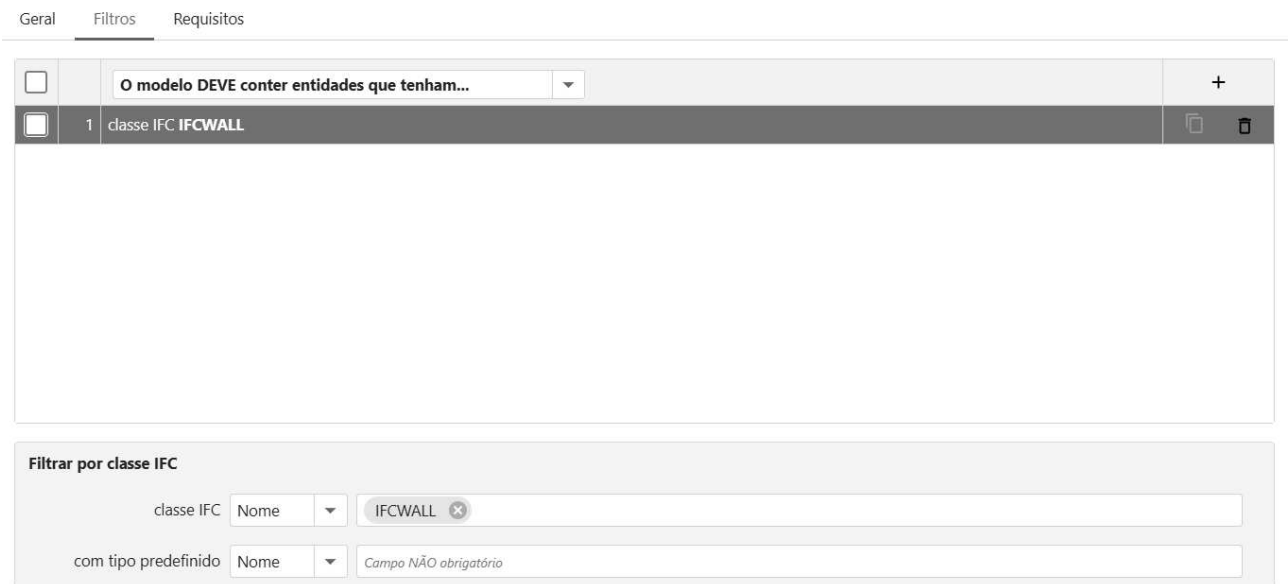 Geral Filtros Requisitos
O modelo DEVE conter entidades que tenham... +
1 classe IFC IFCWALL
Filtrar por classe IFC
classe IFC Nome IFCWALL
com tipo predefinido Nome Campo NÃO obrigatório